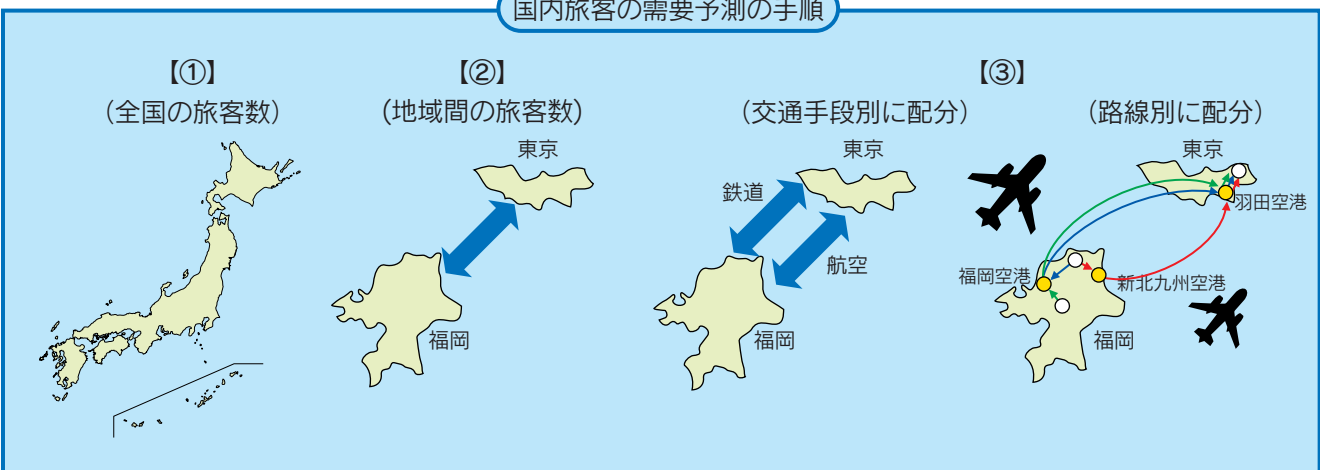 国内旅客の需要予測の手順
【①】
（全国の旅客数）
【②】
(地域間の旅客数)
東京
福岡
【③】
（交通手段別に配分）
東京
鉄道
航空
福岡
（路線別に配分）
東京
羽田空港
福岡空港
新北九州空港
福岡